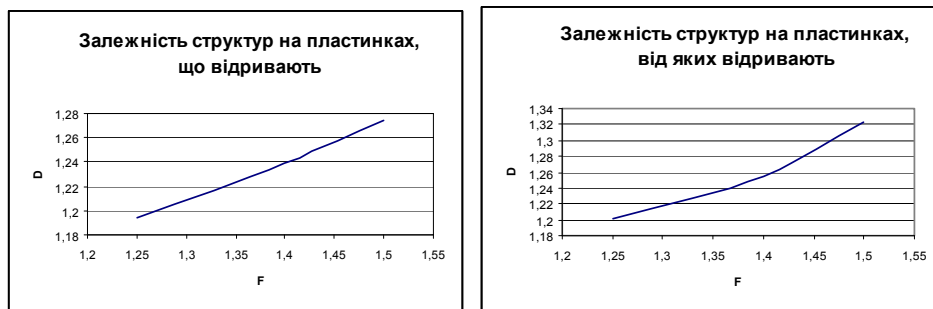 Залежність структур на пластинках,
що відривають
1,28
1,26
1,24
1,22
1,2
1,18
D
1,2 1,25 1,3 1,35 1,4 1,45 1,5 1,55
F
Залежність структур на пластинках,
від яких відривають
1,34
1,32
1,3
1,28
1,26
1,24
1,22
1,2
1,18
D
1,2 1,25 1,3 1,35 1,4 1,45 1,5 1,55
F